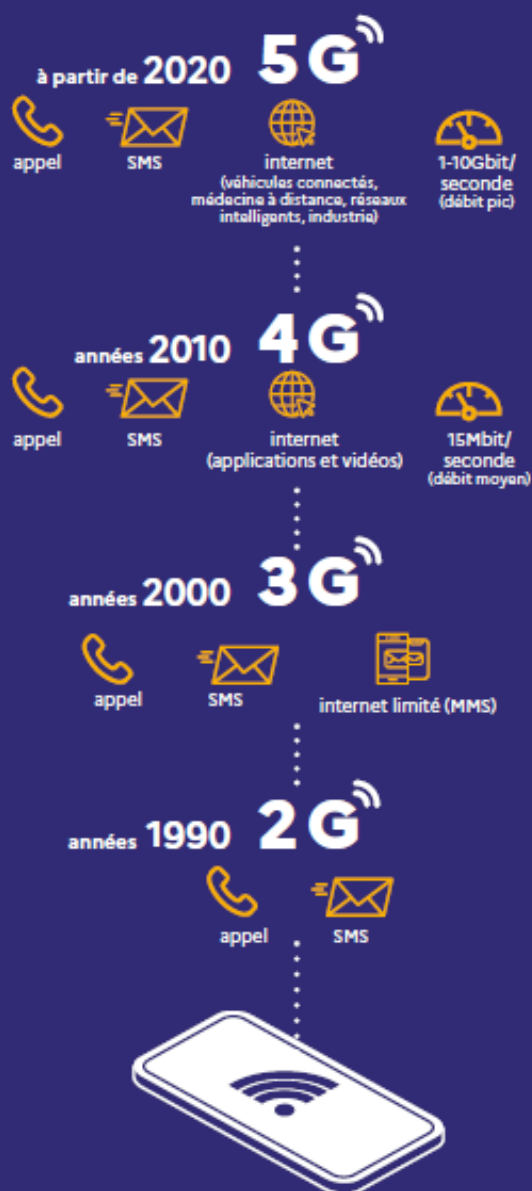 à partir de 2020 5G
appel SMS internet 1-10Gbit/
(véhicules connectés, seconde
médecine à distance, réseaux (débit pic)
intelligents, industrie)
années 2010 4G
appel SMS internet 15Mbit/
(applications et vidéos) seconde
(débit moyen)
années 2000 3G
appel SMS internet limité (MMS)
années 1990 2G
appel SMS